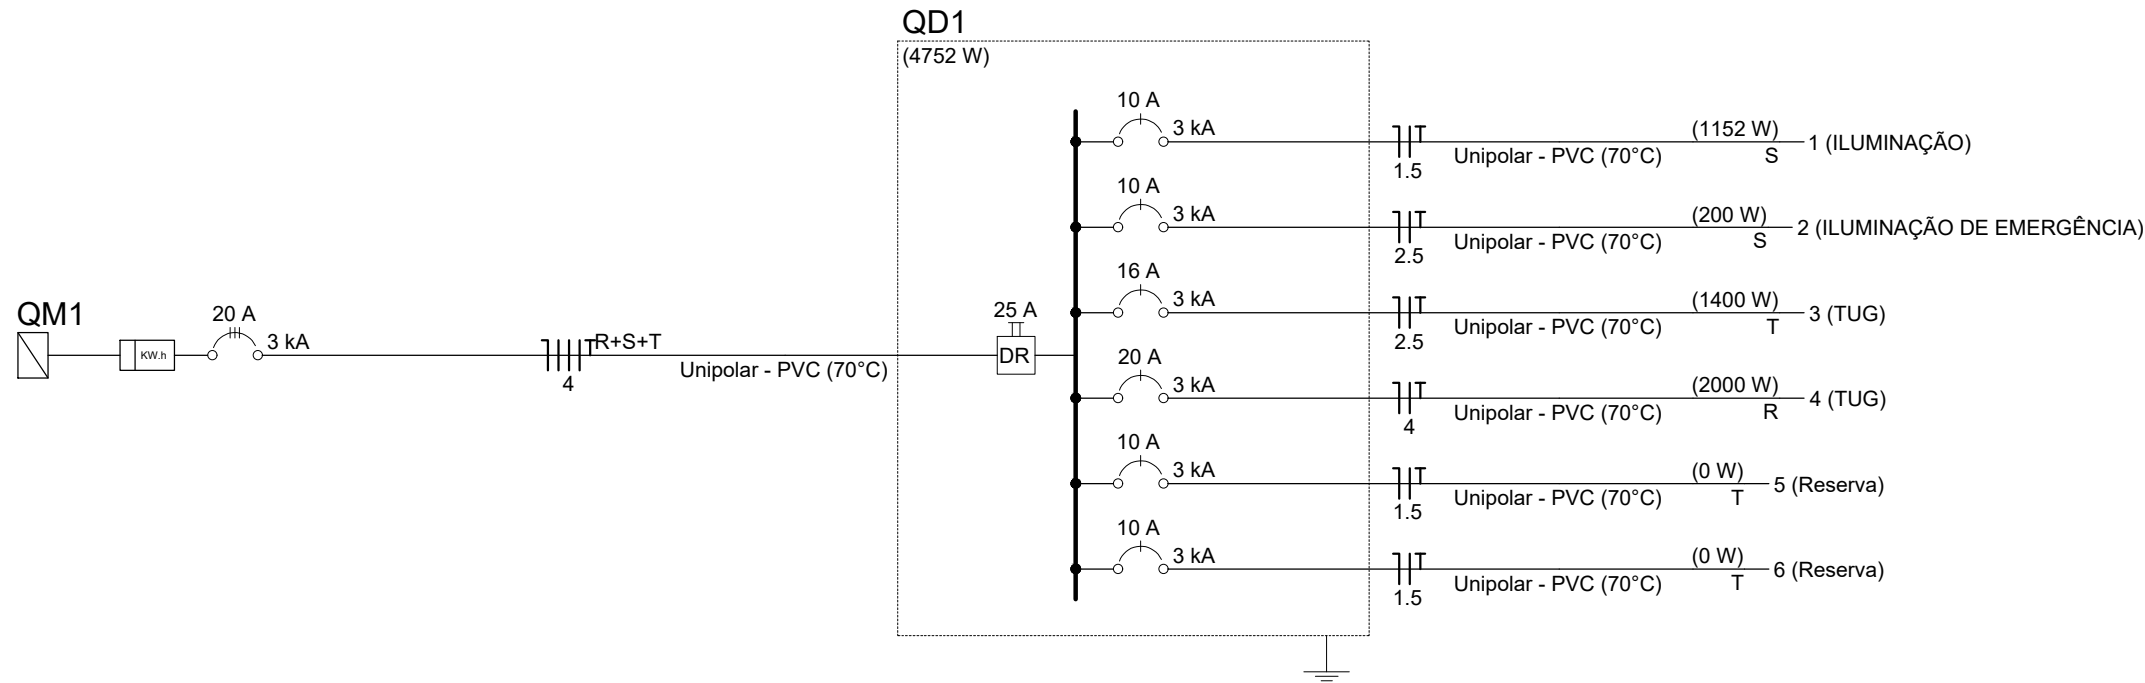 QD1
(4752 W)
10 A
3 kA
1.5
Unipolar - PVC (70°C)
(1152 W)
S
1 (ILUMINAÇÃO)
10 A
3 kA
2.5
Unipolar - PVC (70°C)
(200 W)
S
2 (ILUMINAÇÃO DE EMERGÊNCIA)
16 A
3 kA
2.5
Unipolar - PVC (70°C)
(1400 W)
T
3 (TUG)
QM1
KW.h
20 A
3 kA
R+S+T
4
Unipolar - PVC (70°C)
25 A
DR
20 A
3 kA
4
Unipolar - PVC (70°C)
(2000 W)
R
4 (TUG)
10 A
3 kA
1.5
Unipolar - PVC (70°C)
(0 W)
T
5 (Reserva)
10 A
3 kA
1.5
Unipolar - PVC (70°C)
(0 W)
T
6 (Reserva)